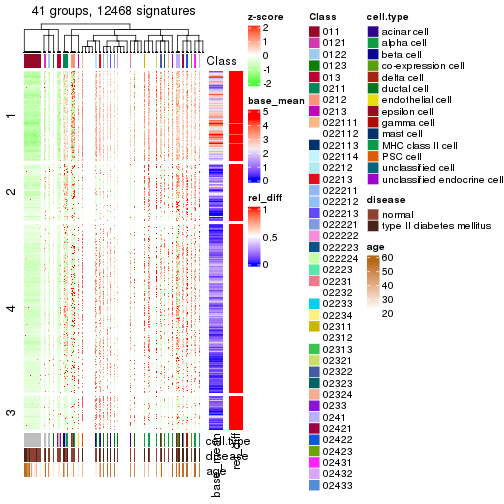 41 groups, 12468 signatures
Class
1
2
4
3
cell.type
disease
age
base_mean
rel_diff
z-score
2
1
0
-1
-2
base_mean
5
4
3
2
1
0
rel_diff
1
0.5
0
Class
011
0121
0122
0123
013
0211
0212
0213
022111
022112
022113
022114
02212
02213
022211
022212
022213
022221
022222
022223
022224
02223
02231
02232
02233
02234
02311
02312
02313
02321
02322
02323
02324
0233
0241
02421
02422
02423
02431
02432
02433
cell.type
acinar cell
alpha cell
beta cell
co-expression cell
delta cell
ductal cell
endothelial cell
epsilon cell
gamma cell
mast cell
MHC class II cell
PSC cell
unclassified cell
unclassified endocrine cell
disease
normal
type II diabetes mellitus
age
60
50
40
30
20